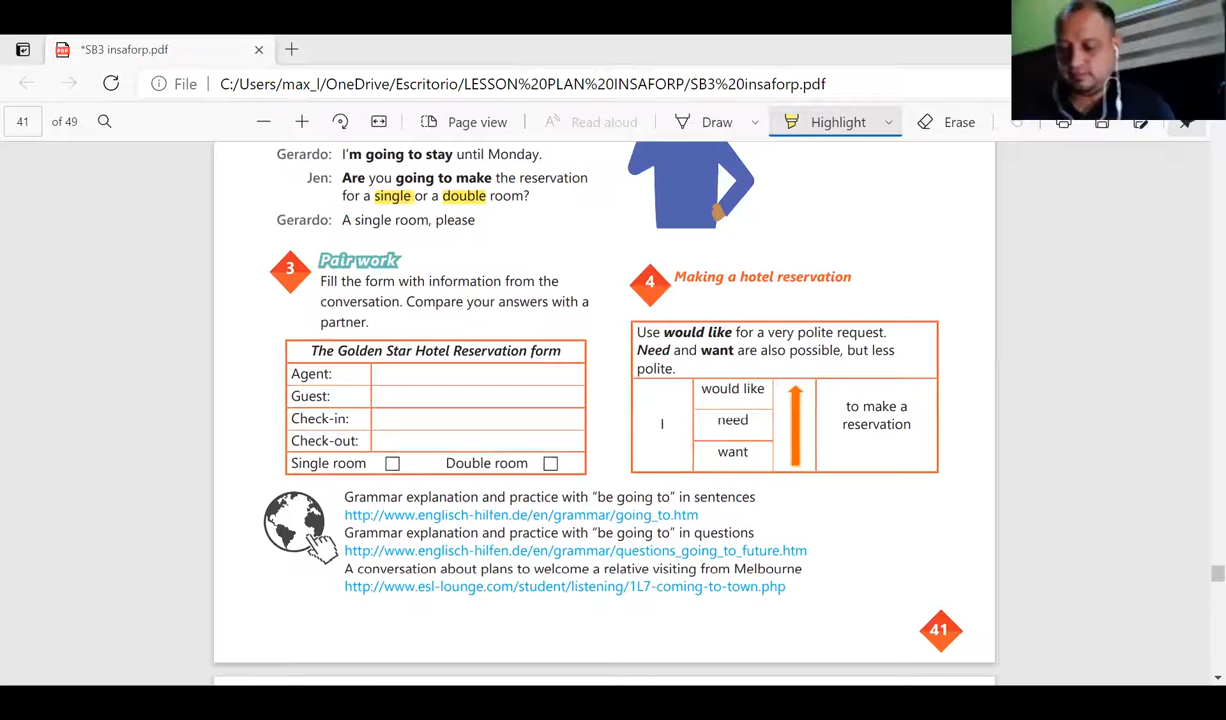 *SB3 insaforp.pdf
File C:/Users/max_l/OneDrive/Escritorio/LESSON%20PLAN%20INSAFORP/SB3%20insaforp.pdf
41 of 49 Page view Read aloud Draw Highlight Erase
Gerardo: I'm going to stay until Monday.
Jen: Are you going to make the reservation
for a single or a double room?
Gerardo: A single room, please
3 Pair work
Fill the form with information from the
conversation. Compare your answers with a
partner.
The Golden Star Hotel Reservation form
Agent:
Guest:
Check-in:
Check-out:
Single room Double room
4 Making a hotel reservation
Use would like for a very polite request.
Need and want are also possible, but less
polite.
I
would like
need
want
to make a
reservation
Grammar explanation and practice with “be going to” in sentences
http://www.englisch-hilfen.de/en/grammar/going_to.htm
Grammar explanation and practice with “be going to” in questions
http://www.englisch-hilfen.de/en/grammar/questions_going_to_future.htm
A conversation about plans to welcome a relative visiting from Melbourne
http://www.esl-lounge.com/student/listening/1L7-coming-to-town.php
41